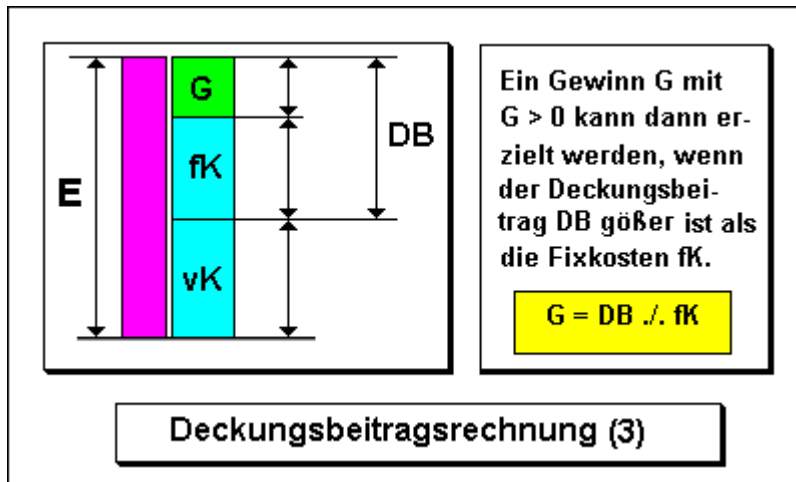 E
G
fK
vK
DB
Ein Gewinn G mit
G > 0 kann dann er-
zielt werden, wenn
der Deckungsbei-
trag DB gößer ist als
die Fixkosten fK.
G = DB ./. fK
Deckungsbeitragsrechnung (3)